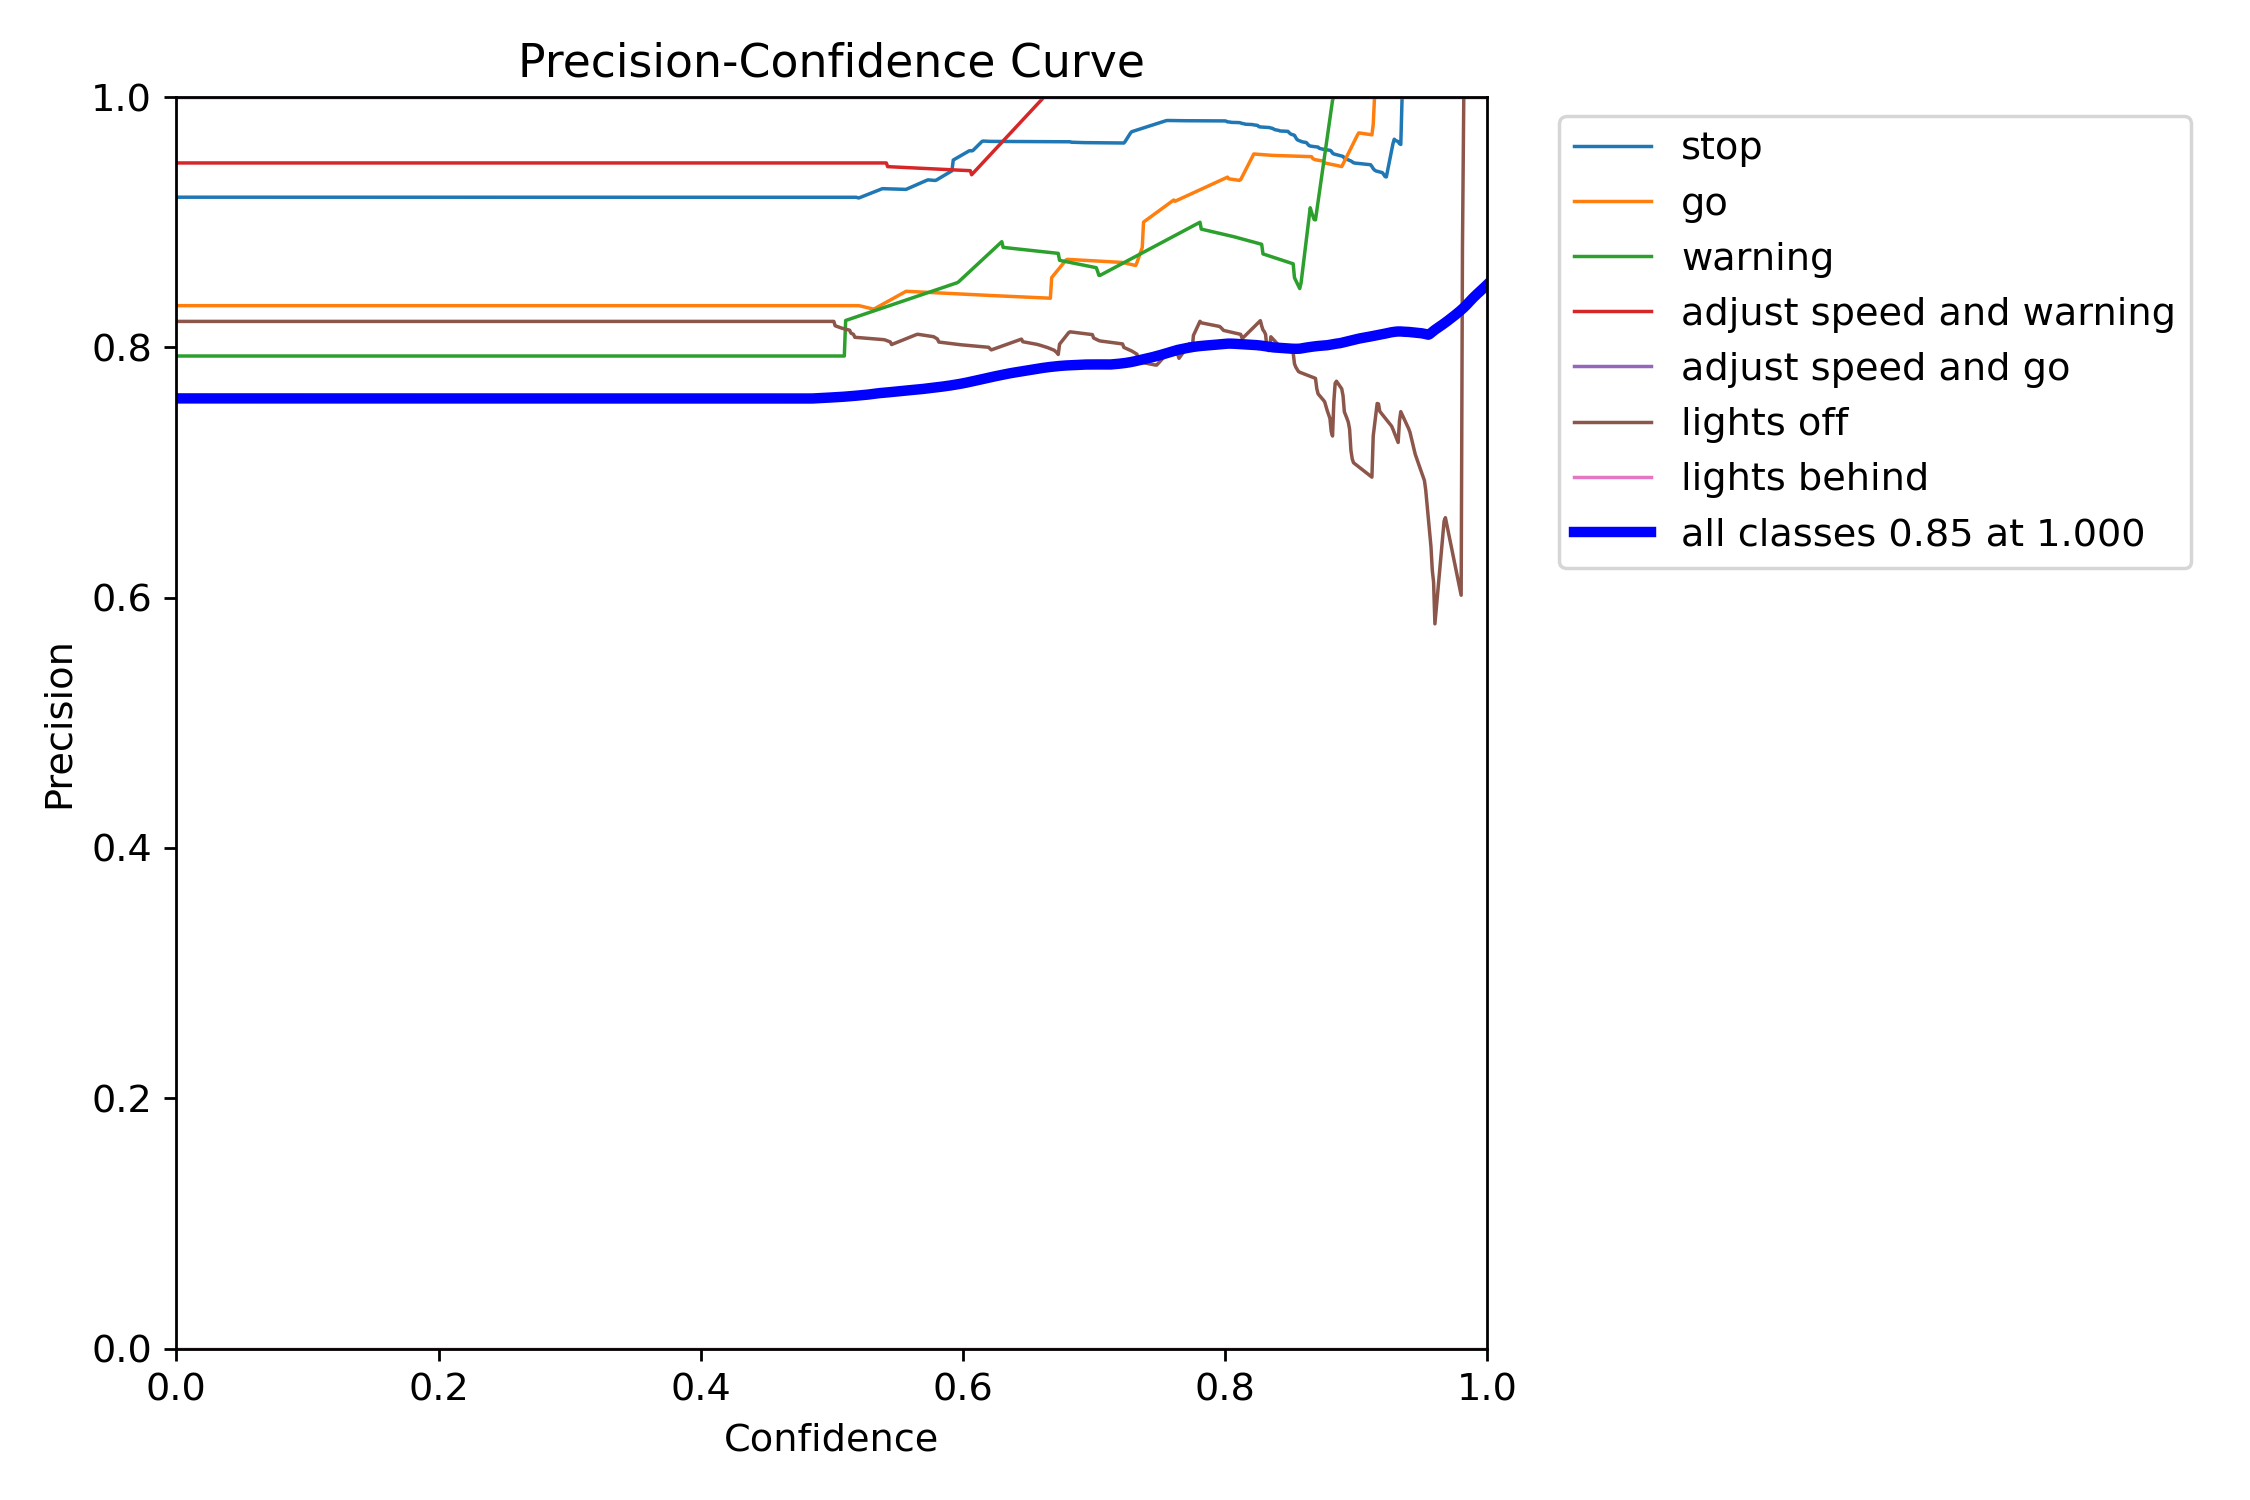 Precision-Confidence Curve
1.0
0.8
0.6
0.4
0.2
0.0
Precision
0.0 0.2 0.4 0.6 0.8 1.0
Confidence
stop
go
warning
adjust speed and warning
adjust speed and go
lights off
lights behind
all classes 0.85 at 1.000